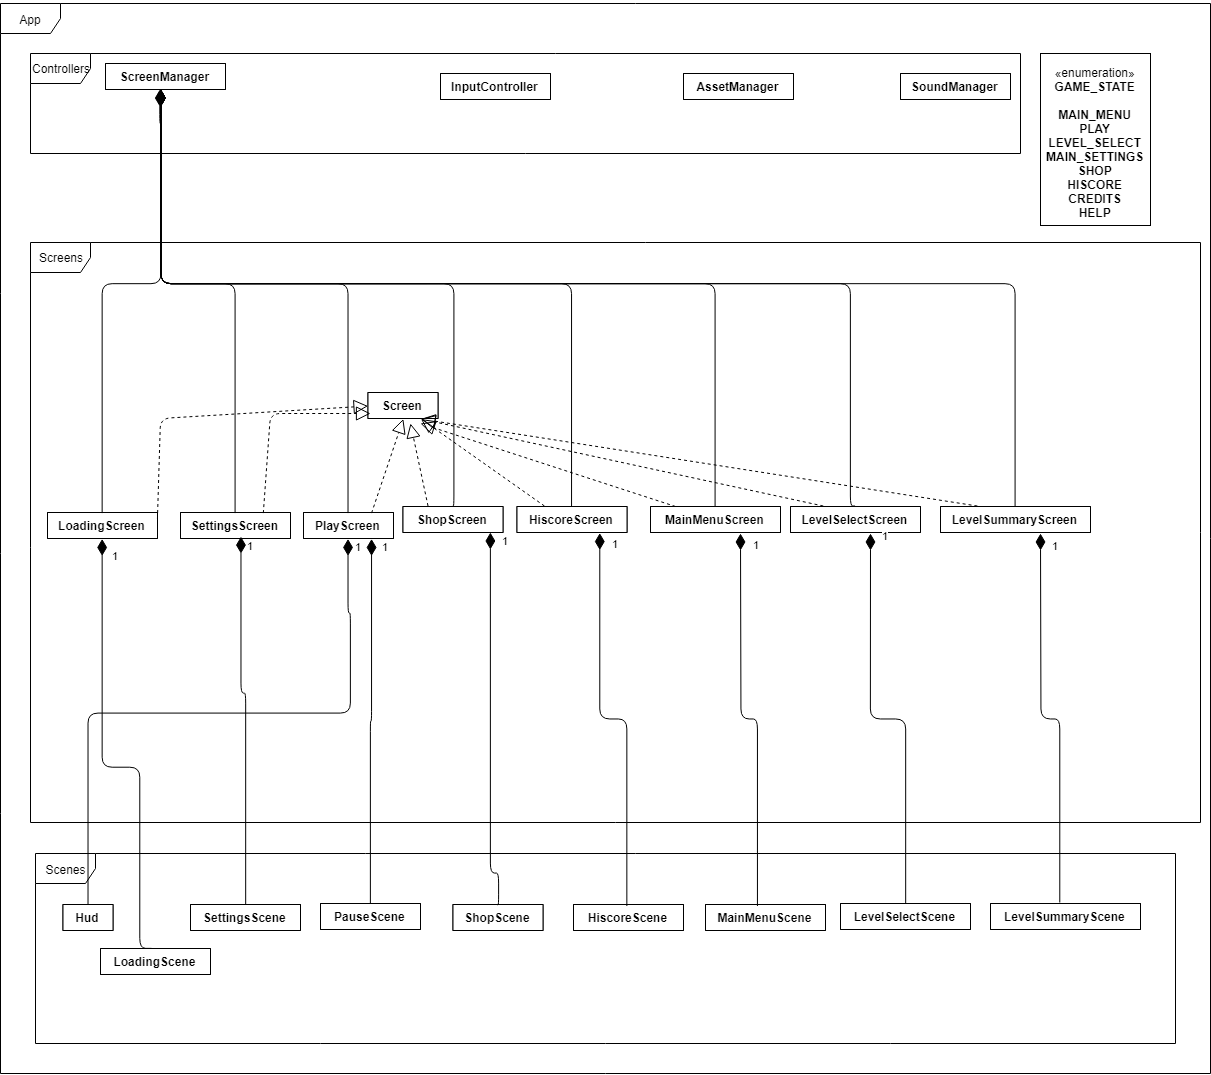 App
Controllers
ScreenManager
InputController
AssetManager
SoundManager
«enumeration»
GAME_STATE
MAIN_MENU
PLAY
LEVEL_SELECT
MAIN_SETTINGS
SHOP
HISCORE
CREDITS
HELP
Screens
Screen
LoadingScreen
SettingsScreen
PlayScreen
ShopScreen
HiscoreScreen
MainMenuScreen
LevelSelectScreen
LevelSummaryScreen
1
1
1
1
1
1
1
1
1
Scenes
Hud
SettingsScene
PauseScene
ShopScene
HiscoreScene
MainMenuScene
LevelSelectScene
LevelSummaryScene
LoadingScene